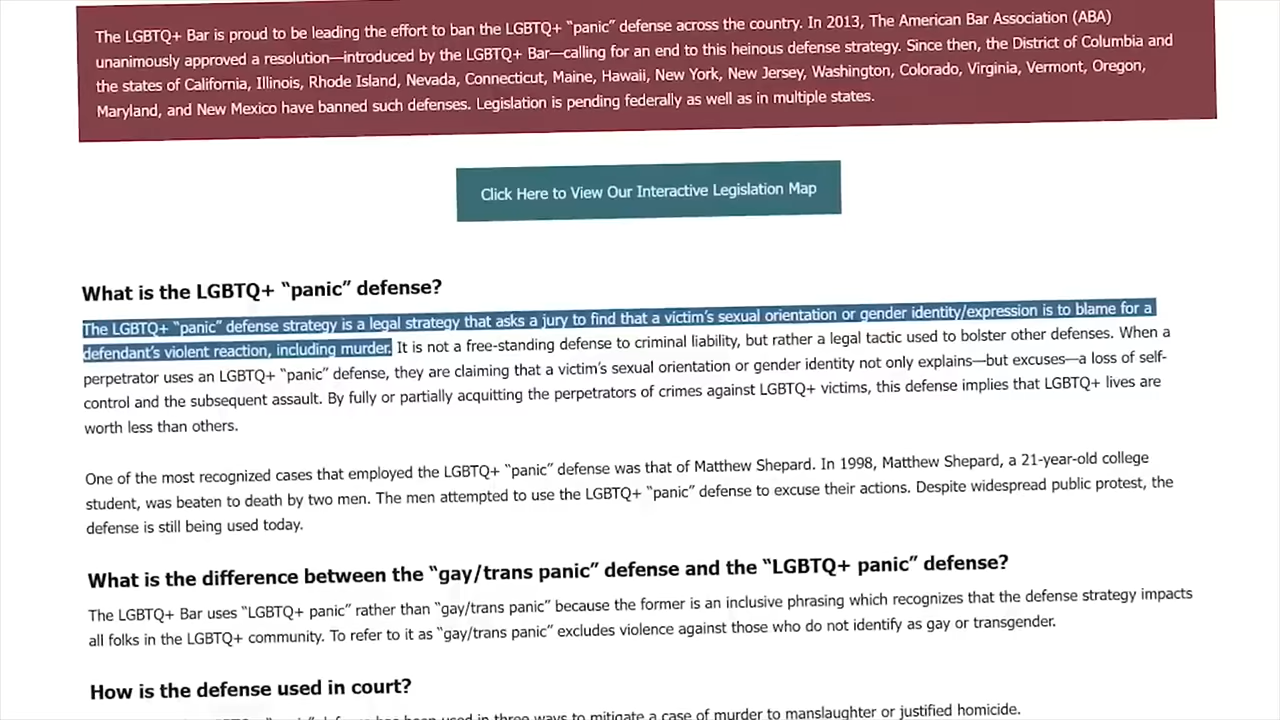 The LGBTQ+ Bar is proud to be leading the effort to ban the LGBTQ+ “panic” defense across the country. In 2013, The American Bar Association (ABA)
unanimously approved a resolution—introduced by the LGBTQ+ Bar—calling for an end to this heinous defense strategy. Since then, the District of Columbia and
the states of California, Illinois, Rhode Island, Nevada, Connecticut, Maine, Hawaii, New York, New Jersey, Washington, Colorado, Virginia, Vermont, Oregon,
Maryland, and New Mexico have banned such defenses. Legislation is pending federally as well as in multiple states.
Click Here to View Our Interactive Legislation Map
What is the LGBTQ+ “panic” defense?
The LGBTQ+ “panic” defense strategy is a legal strategy that asks a jury to find that a victim’s sexual orientation or gender identity/expression is to blame for a
defendant’s violent reaction, including murder. It is not a free-standing defense to criminal liability, but rather a legal tactic used to bolster other defenses. When a
perpetrator uses an LGBTQ+ “panic” defense, they are claiming that a victim’s sexual orientation or gender identity not only explains—but excuses—a loss of self-
control and the subsequent assault. By fully or partially acquitting the perpetrators of crimes against LGBTQ+ victims, this defense implies that LGBTQ+ lives are
worth less than others.
One of the most recognized cases that employed the LGBTQ+ “panic” defense was that of Matthew Shepard. In 1998, Matthew Shepard, a 21-year-old college
student, was beaten to death by two men. The men attempted to use the LGBTQ+ “panic” defense to excuse their actions. Despite widespread public protest, the
defense is still being used today.
What is the difference between the “gay/trans panic” defense and the “LGBTQ+ panic” defense?
The LGBTQ+ Bar uses “LGBTQ+ panic” rather than “gay/trans panic” because the former is an inclusive phrasing which recognizes that the defense strategy impacts
all folks in the LGBTQ+ community. To refer to it as “gay/trans panic” excludes violence against those who do not identify as gay or transgender.
How is the defense used in court?
“panic” defense has been used in three ways to mitigate a case of murder to manslaughter or justified homicide.